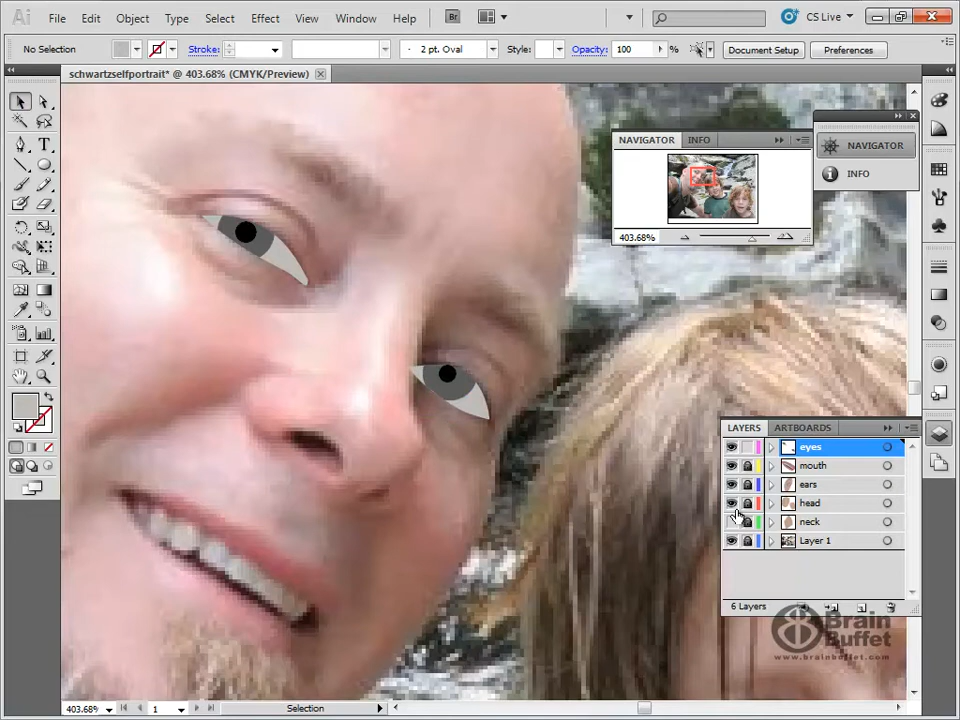 Ai File Edit Object Type Select Effect View Window Help Br CS Live
No Selection Stroke: 2 pt. Oval Style: Opacity: 100 % Document Setup Preferences
schwartzselfportrait* @ 403.68% (CMYK/Preview)
NAVIGATOR INFO
NAVIGATOR
INFO
403.68%
LAYERS ARTBOARDS
eyes
mouth
ears
head
neck
Layer 1
6 Layers
Brain
Buffet
www.brainbuffet.com
403.68% 1 Selection